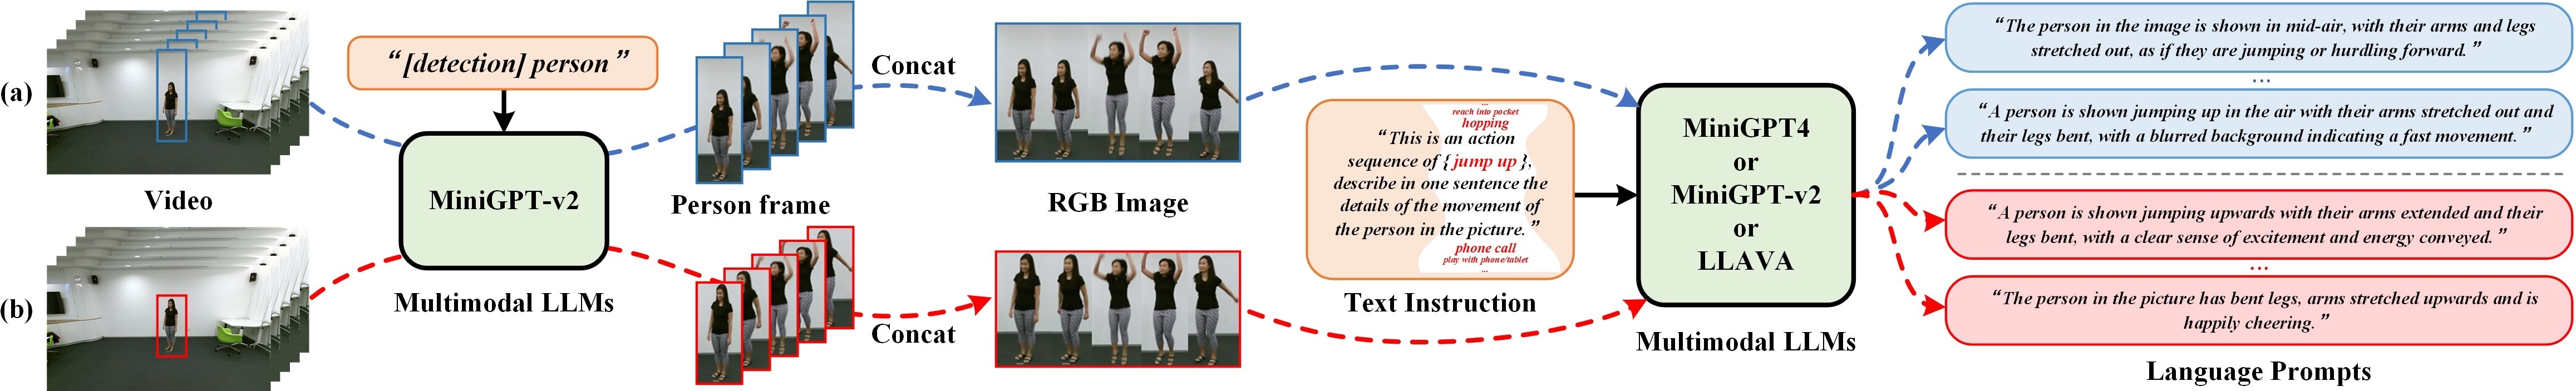 (a)
(b)
Video
“[detection] person”
MiniGPT-v2
Multimodal LLMs
Person frame
Concat
Concat
RGB Image
...
reach into pocket
hopping
“This is an action
sequence of {jump up},
describe in one sentence the
details of the movement of
the person in the picture.”
phone call
play with phone/tablet
...
Text Instruction
MiniGPT4
or
MiniGPT-v2
or
LLAVA
Multimodal LLMs
“The person in the image is shown in mid-air, with their arms and legs
stretched out, as if they are jumping or hurdling forward.”
...
“A person is shown jumping up in the air with their arms stretched out and
their legs bent, with a blurred background indicating a fast movement.”
“A person is shown jumping upwards with their arms extended and their
legs bent, with a clear sense of excitement and energy conveyed.”
...
“The person in the picture has bent legs, arms stretched upwards and is
happily cheering.”
Language Prompts